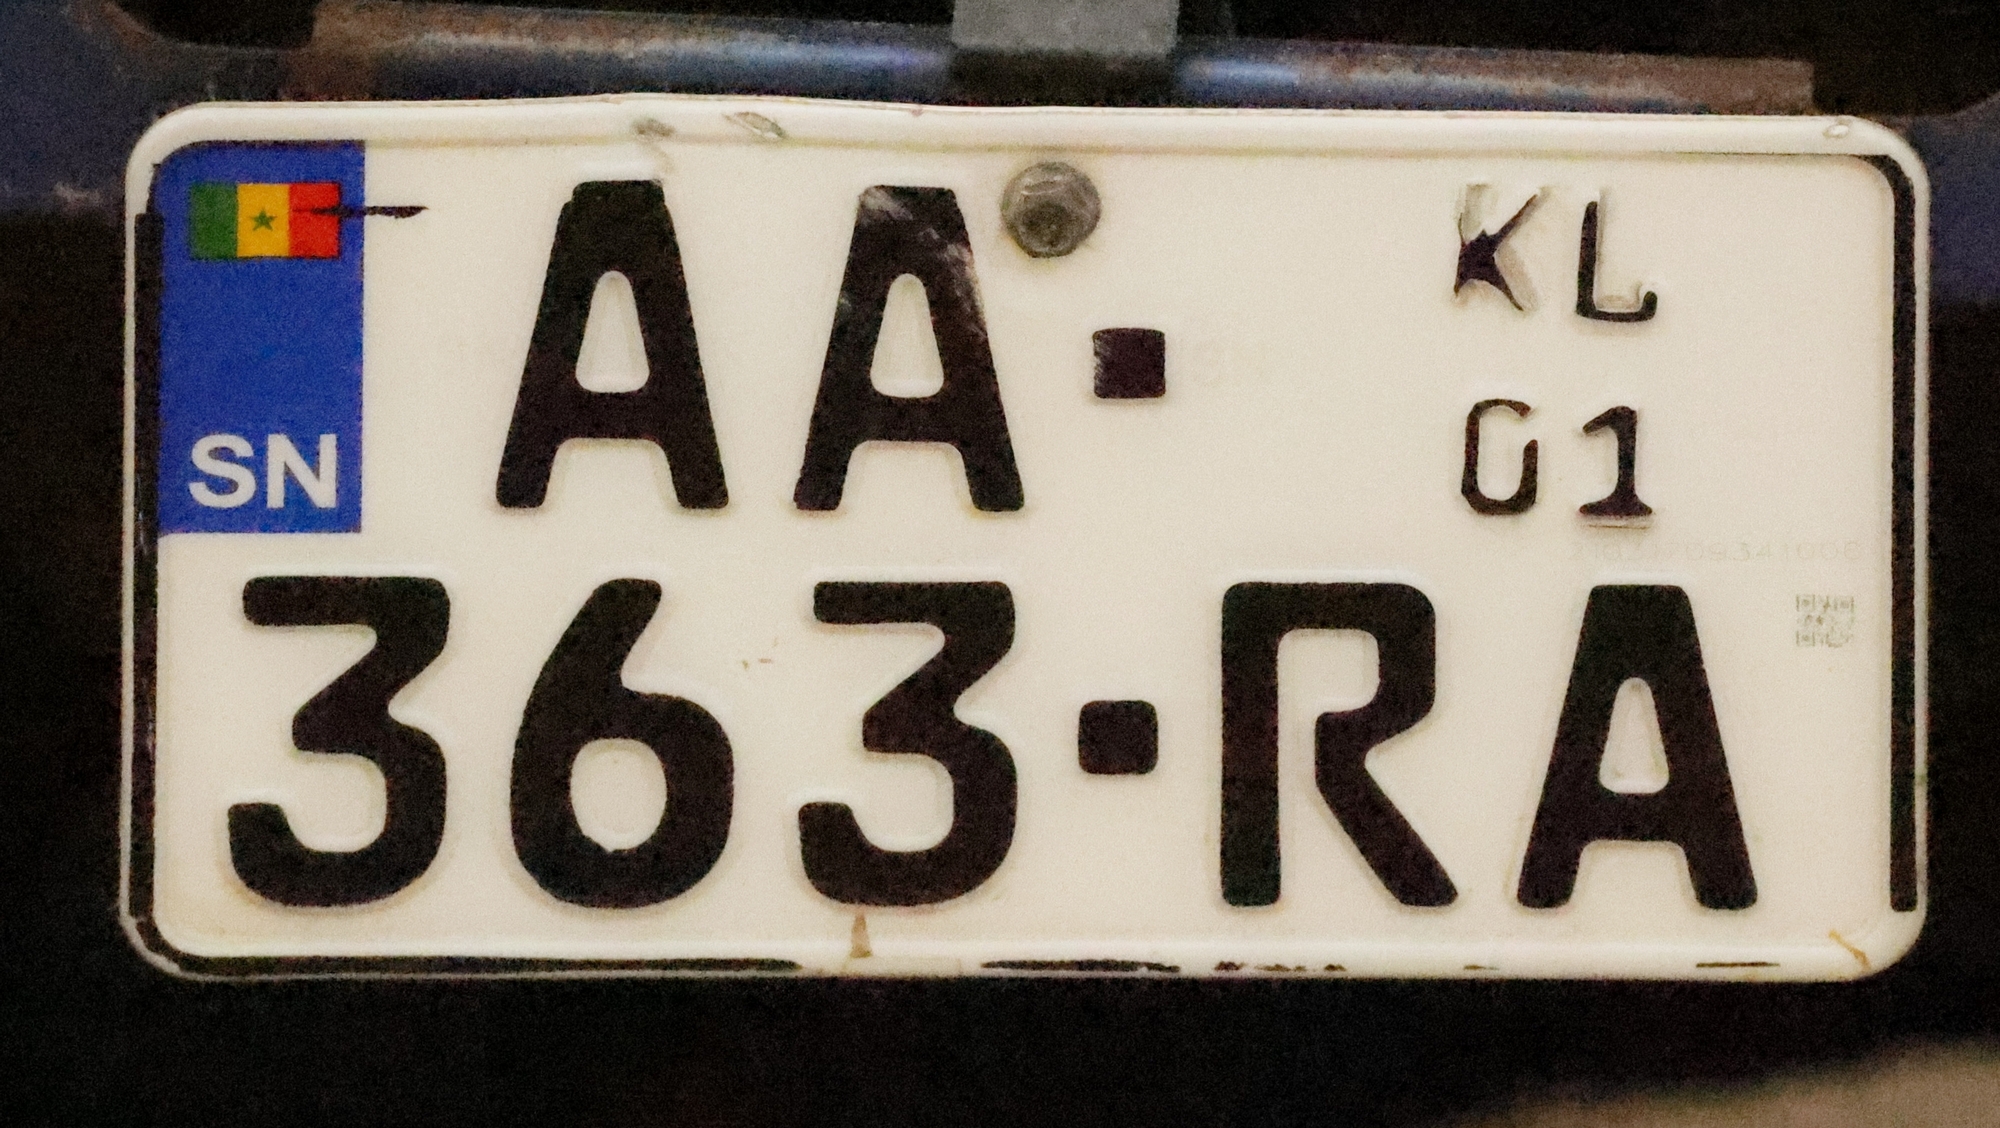 AA- KL
SN 01
363-RA